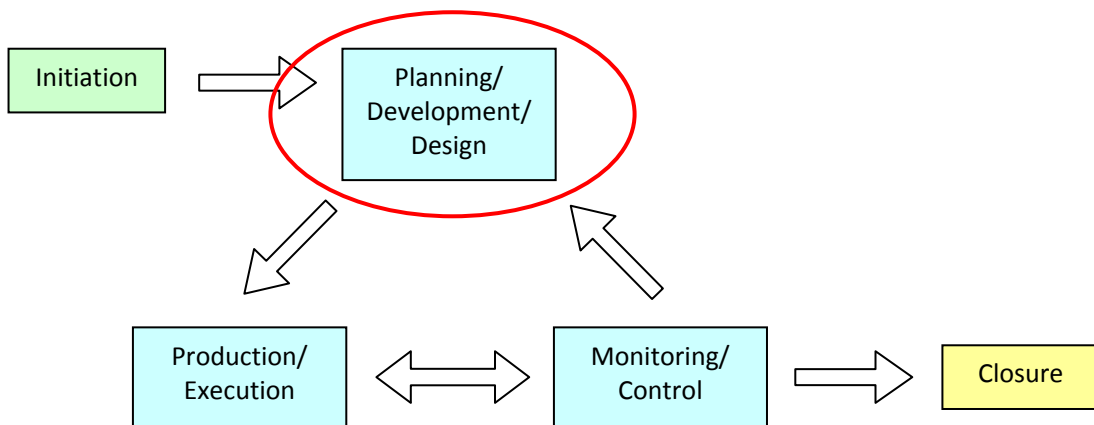 Initiation
Planning/
Development/
Design
Production/
Execution
Monitoring/
Control
Closure